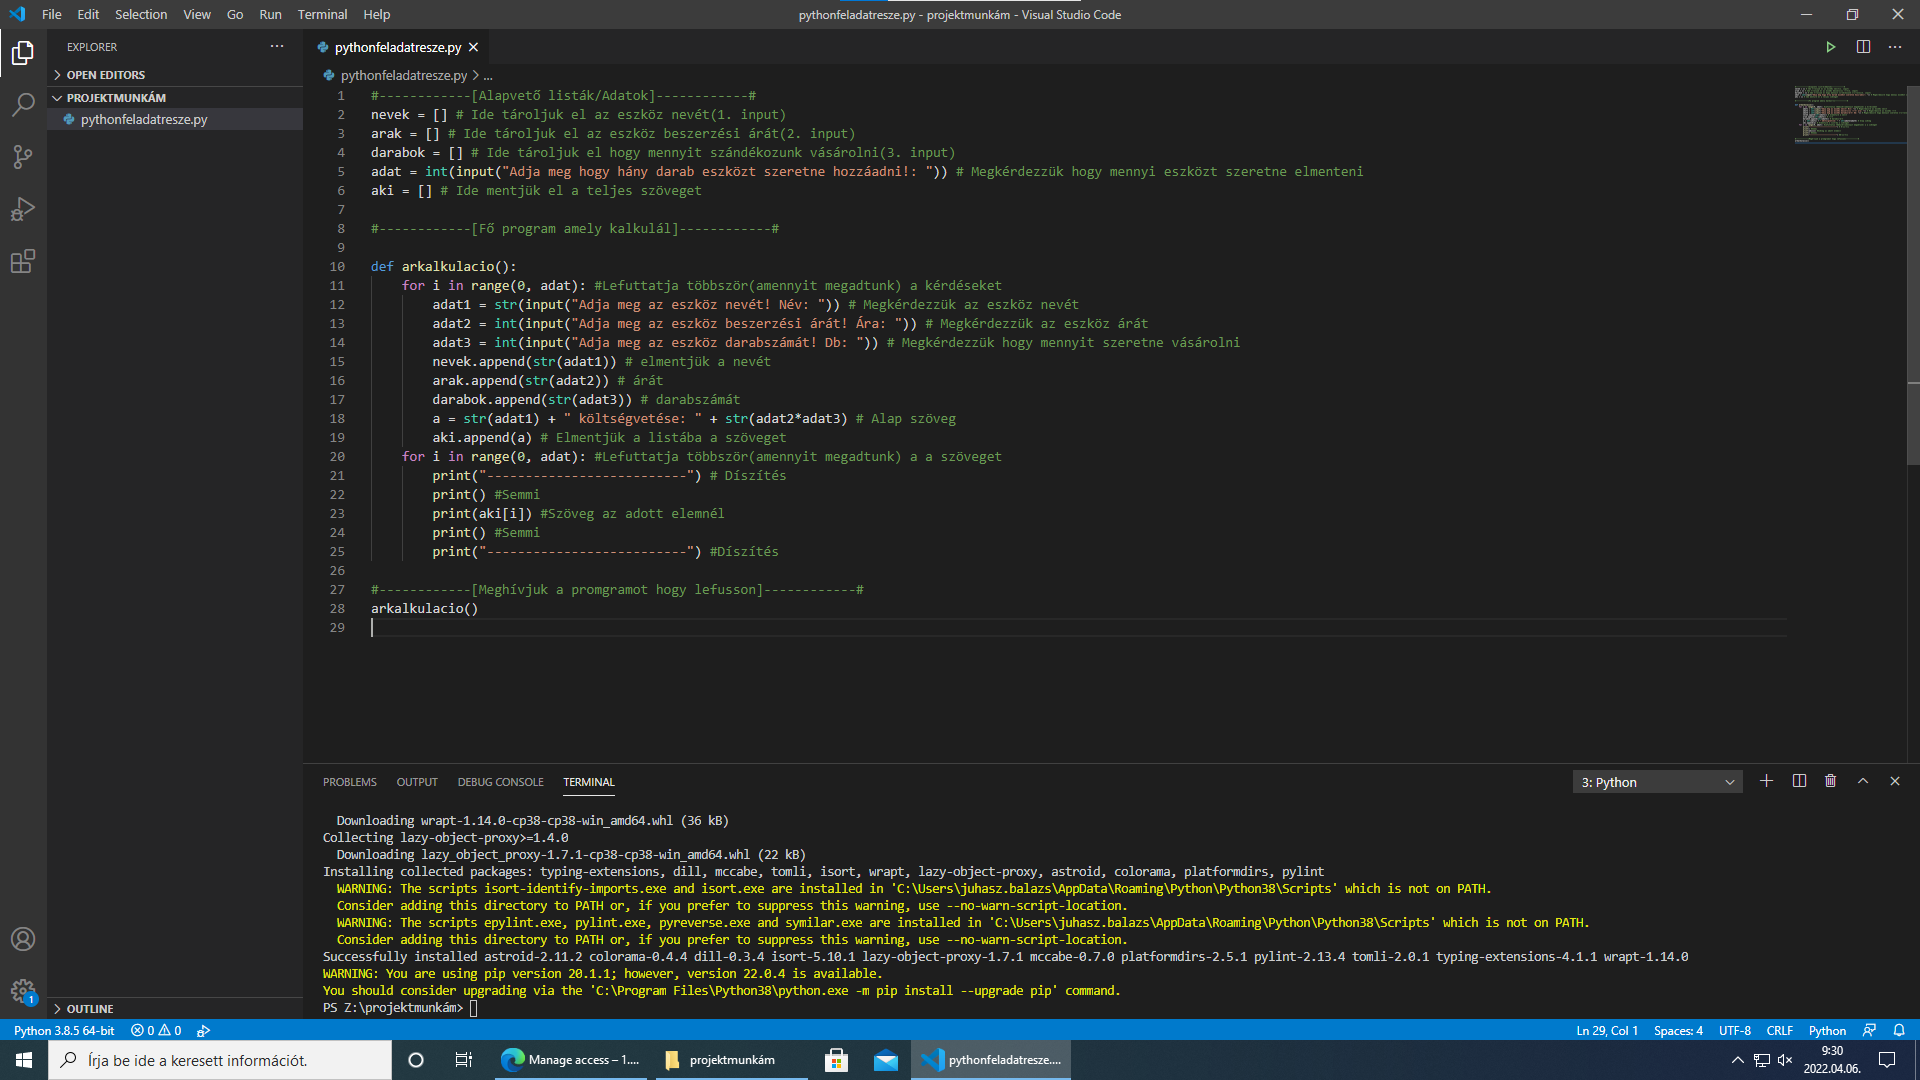 File Edit Selection View Go Run Terminal Help
pythonfeladatresze.py - projektmunkám - Visual Studio Code
EXPLORER
OPEN EDITORS
PROJEKTMUNKÁM
pythonfeladatresze.py
OUTLINE
pythonfeladatresze.py
pythonfeladatresze.py > ...
1 #------------[Alapvető listák/Adatok]------------#
2 nevek = [] # Ide tároljuk el az eszköz nevét(1. input)
3 arak = [] # Ide tároljuk el az eszköz beszerzési árát(2. input)
4 darabok = [] # Ide tároljuk el hogy mennyit szándékozunk vásárolni(3. input)
5 adat = int(input("Adja meg hogy hány darab eszközt szeretne hozzáadni!: ")) # Megkérdezzük hogy mennyi eszközt szeretne elmenteni
6 aki = [] # Ide mentjük el a teljes szöveget
7
8 #------------[Fő program amely kalkulál]------------#
9
10 def arkalkulacio():
11     for i in range(0, adat): #Lefuttatja többször(amennyit megadtunk) a kérdéseket
12         adat1 = str(input("Adja meg az eszköz nevét! Név: ")) # Megkérdezzük az eszköz nevét
13         adat2 = int(input("Adja meg az eszköz beszerzési árát! Ára: ")) # Megkérdezzük az eszköz árát
14         adat3 = int(input("Adja meg az eszköz darabszámát! Db: ")) # Megkérdezzük hogy mennyit szeretne vásárolni
15         nevek.append(str(adat1)) # elmentjük a nevét
16         arak.append(str(adat2)) # árát
17         darabok.append(str(adat3)) # darabszámát
18         a = str(adat1) + " költségvetése: " + str(adat2*adat3) # Alap szöveg
19         aki.append(a) # Elmentjük a listába a szöveget
20     for i in range(0, adat): #Lefuttatja többször(amennyit megadtunk) a a szöveget
21         print("--------------------------") # Díszítés
22         print() #Semmi
23         print(aki[i]) #Szöveg az adott elemnél
24         print() #Semmi
25         print("--------------------------") #Díszítés
26
27 #------------[Meghívjuk a promgramot hogy lefusson]------------#
28 arkalkulacio()
29
PROBLEMS OUTPUT DEBUG CONSOLE TERMINAL
3: Python
Downloading wrapt-1.14.0-cp38-cp38-win_amd64.whl (36 kB)
Collecting lazy-object-proxy>=1.4.0
Downloading lazy_object_proxy-1.7.1-cp38-cp38-win_amd64.whl (22 kB)
Installing collected packages: typing-extensions, dill, mccabe, tomli, isort, wrapt, lazy-object-proxy, astroid, colorama, platformdirs, pylint
WARNING: The scripts isort-identify-imports.exe and isort.exe are installed in 'C:\Users\juhasz.balazs\AppData\Roaming\Python\Python38\Scripts' which is not on PATH.
Consider adding this directory to PATH or, if you prefer to suppress this warning, use --no-warn-script-location.
WARNING: The scripts epylint.exe, pylint.exe, pyreverse.exe and symilar.exe are installed in 'C:\Users\juhasz.balazs\AppData\Roaming\Python\Python38\Scripts' which is not on PATH.
Consider adding this directory to PATH or, if you prefer to suppress this warning, use --no-warn-script-location.
Successfully installed astroid-2.11.2 colorama-0.4.4 dill-0.3.4 isort-5.10.1 lazy-object-proxy-1.7.1 mccabe-0.7.0 platformdirs-2.5.1 pylint-2.13.4 tomli-2.0.1 typing-extensions-4.1.1 wrapt-1.14.0
WARNING: You are using pip version 20.1.1; however, version 22.0.4 is available.
You should consider upgrading via the 'C:\Program Files\Python38\python.exe -m pip install --upgrade pip' command.
PS Z:\projektmunkám>
1
Python 3.8.5 64-bit 0 0
Ln 29, Col 1 Spaces: 4 UTF-8 CRLF Python
Írja be ide a keresett információt.
Manage access – 1....
projektmunkám
pythonfeladatresze....
9:30
2022.04.06.